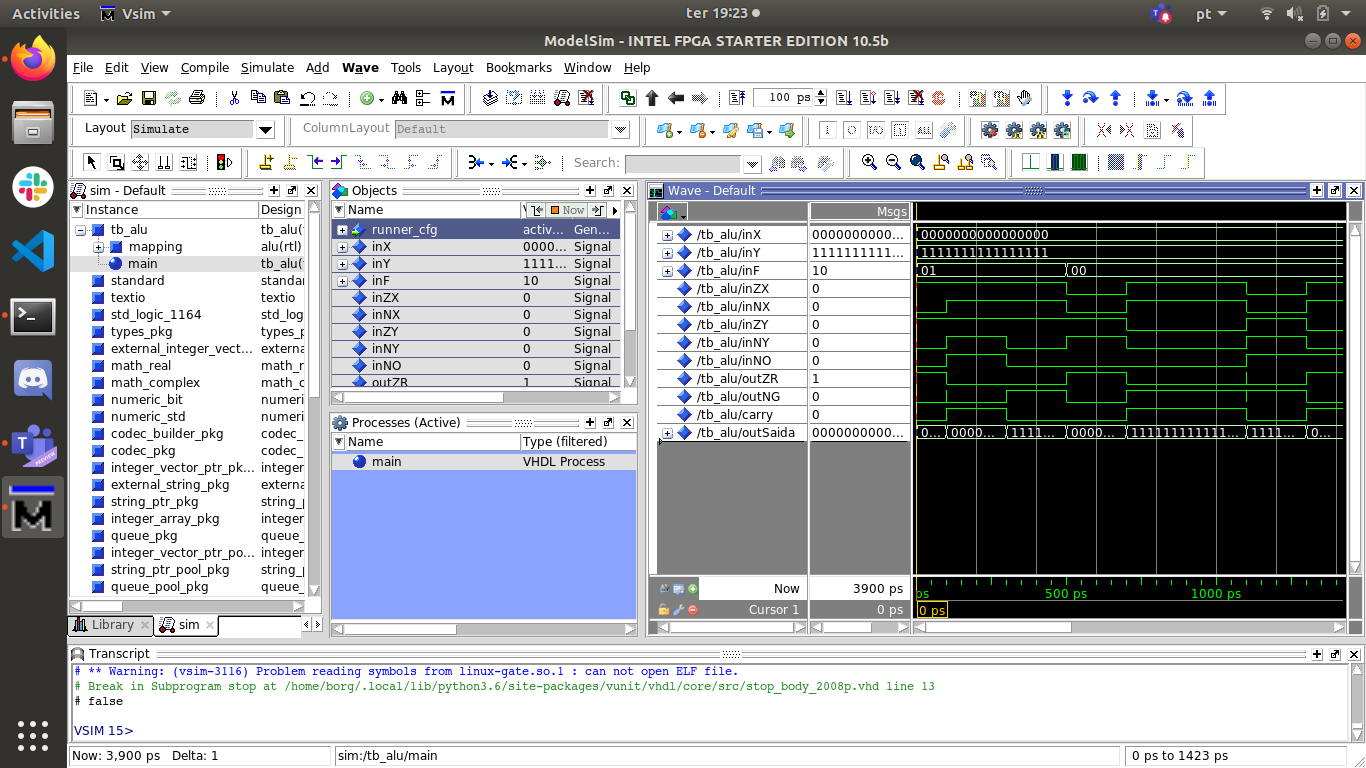 Activities
Vsim
ter 19:23
pt
ModelSim - INTEL FPGA STARTER EDITION 10.5b
File Edit View Compile Simulate Add Wave Tools Layout Bookmarks Window Help
100 ps
Layout Simulate
ColumnLayout Default
ALL
Search:
sim - Default
Instance Design
tb_alu tb_alu(
mapping alu(rtl)
main tb_alu(
standard standar
textio textio
std_logic_1164 std_log
types_pkg types_p
external_integer_vect... externa
math_real math_r
math_complex math_c
numeric_bit numeri
numeric_std numeri
codec_builder_pkg codec_
codec_pkg codec_
integer_vector_ptr_pk... integer
external_string_pkg externa
string_ptr_pkg string_p
integer_array_pkg integer
queue_pkg queue_
integer_vector_ptr_po... integer
string_ptr_pool_pkg string_p
queue_pool_pkg queue_
Library sim
Objects
Name Now
runner_cfg activ... Gen...
inX 0000... Signal
inY 1111... Signal
inF 10 Signal
inZX 0 Signal
inNX 0 Signal
inZY 0 Signal
inNY 0 Signal
inNO 0 Signal
outZR 1 Signal
Processes (Active)
Name Type (filtered)
main VHDL Process
Wave - Default
Msgs
/tb_alu/inX 0000000000... 0000000000000000
/tb_alu/inY 1111111111... 1111111111111111
/tb_alu/inF 10 01 00
/tb_alu/inZX 0
/tb_alu/inNX 0
/tb_alu/inZY 0
/tb_alu/inNY 0
/tb_alu/inNO 0
/tb_alu/outZR 1
/tb_alu/outNG 0
/tb_alu/carry 0
/tb_alu/outSaida 0000000000... 0... 0000... 1111... 0000... 111111111111... 1111... 0...
Now 3900 ps ps 500 ps 1000 ps
Cursor 1 0 ps 0 ps
Transcript
# ** Warning: (vsim-3116) Problem reading symbols from linux-gate.so.1 : can not open ELF file.
# Break in Subprogram stop at /home/borg/.local/lib/python3.6/site-packages/vunit/vhdl/core/src/stop_body_2008p.vhd line 13
# false
VSIM 15>
Now: 3,900 ps Delta: 1 sim:/tb_alu/main 0 ps to 1423 ps